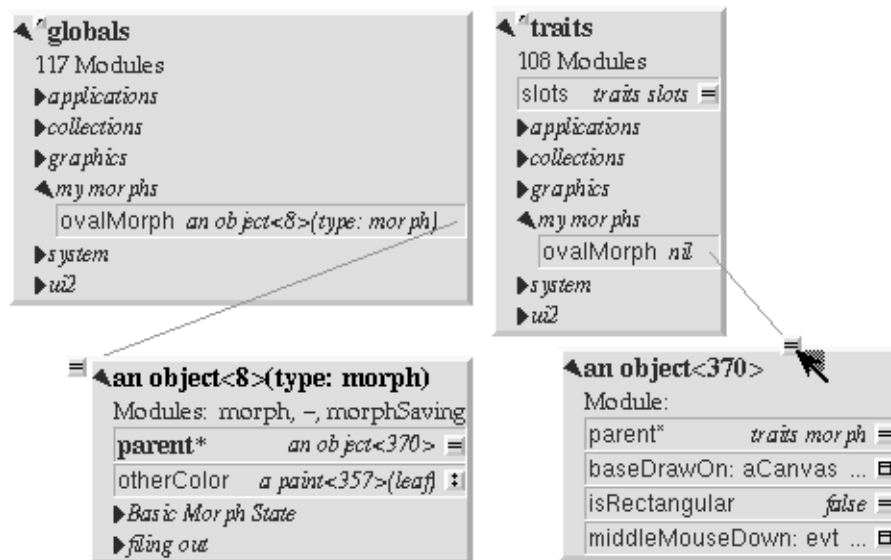 globals
117 Modules
applications
collections
graphics
my morphs
ovalMorph an object<8>(type: morph)
system
ui2
traits
108 Modules
slots traits slots =
applications
collections
graphics
my morphs
ovalMorph nil
system
ui2
=
an object<8>(type: morph)
Modules: morph, –, morphSaving
parent* an object<370> =
otherColor a paint<357>(leaf)
Basic Morph State
filing out
=
an object<370>
Module:
parent* traits morph =
baseDrawOn: aCanvas ...
isRectangular false =
middleMouseDown: evt ...